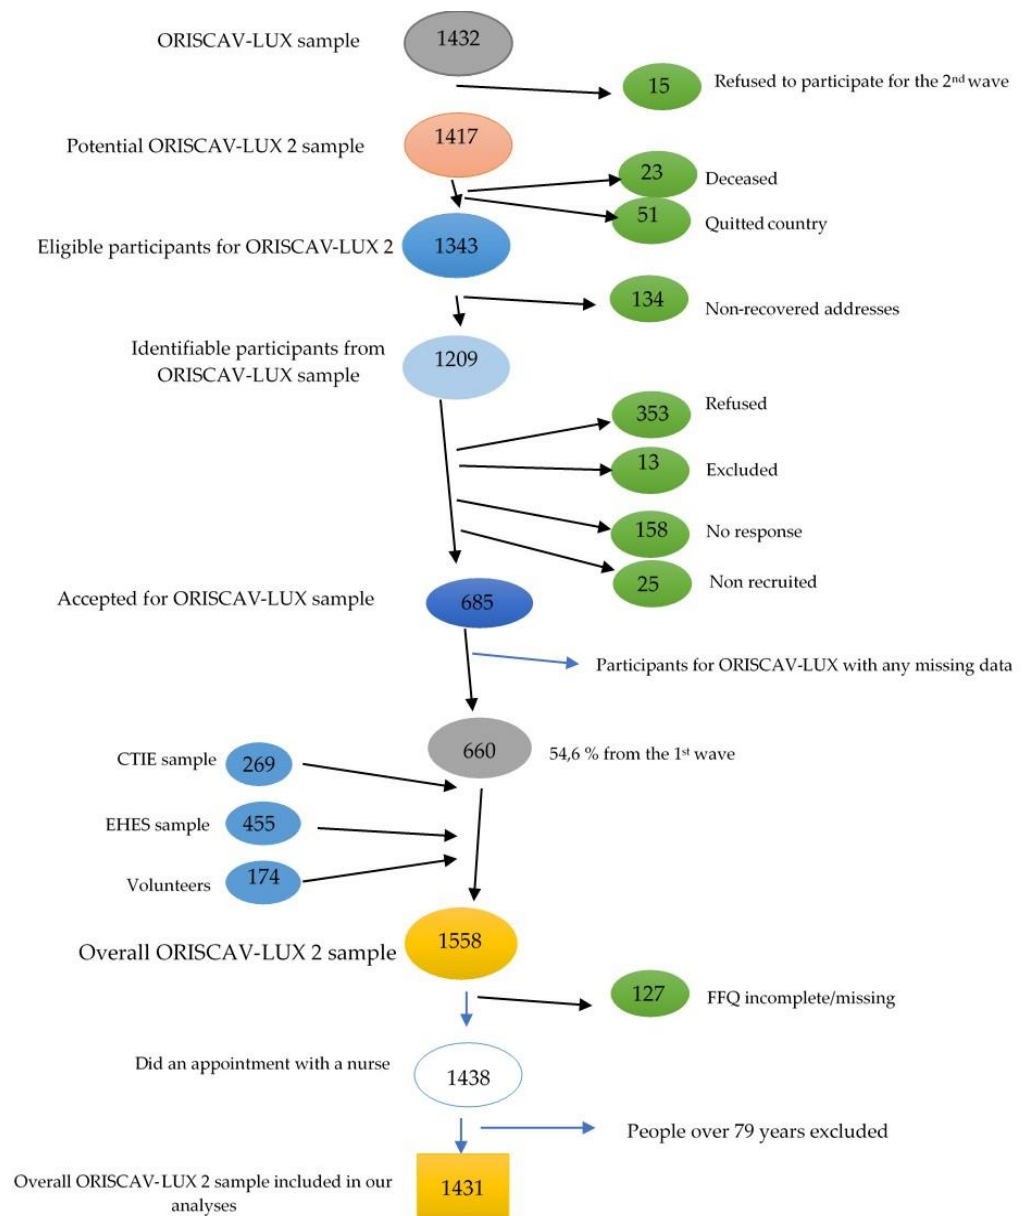 ORISCAV-LUX sample
1432
15
Refused to participate for the 2nd wave
Potential ORISCAV-LUX 2 sample
1417
23
Deceased
51
Quitted country
Eligible participants for ORISCAV-LUX 2
1343
134
Non-recovered addresses
Identifiable participants from
ORISCAV-LUX sample
1209
353
Refused
13
Excluded
158
No response
25
Non recruited
Accepted for ORISCAV-LUX sample
685
Participants for ORISCAV-LUX with any missing data
660
54,6 % from the 1st wave
CTIE sample
269
EHES sample
455
Volunteers
174
Overall ORISCAV-LUX 2 sample
1558
127
FFQ incomplete/missing
Did an appointment with a nurse
1438
People over 79 years excluded
Overall ORISCAV-LUX 2 sample included in our
analyses
1431